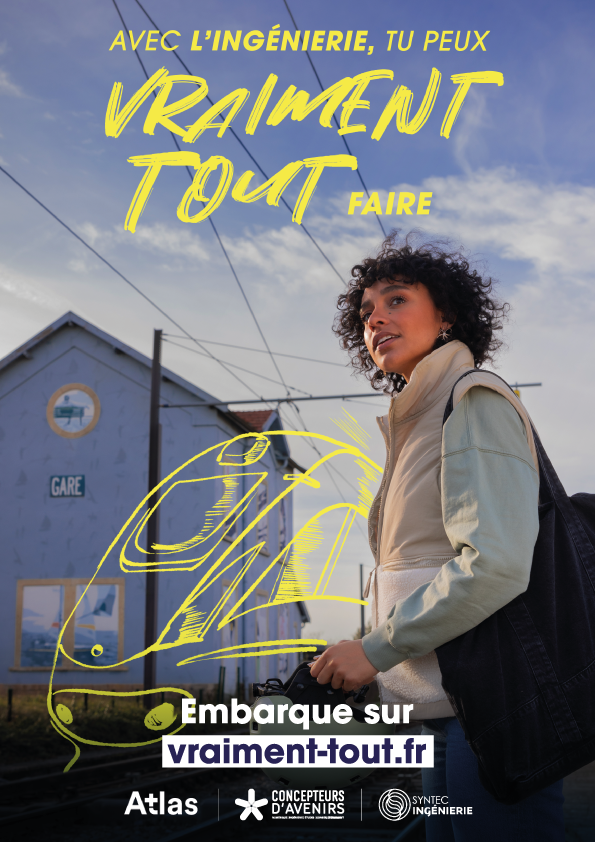 AVEC L'INGÉNIERIE, TU PEUX
VRAIMENT
TOUT FAIRE
GARE
Embarque sur
vraiment-tout.fr
Atlas
CONCEPTEURS
D'AVENIRS
SYNTEC
INGÉNIERIE